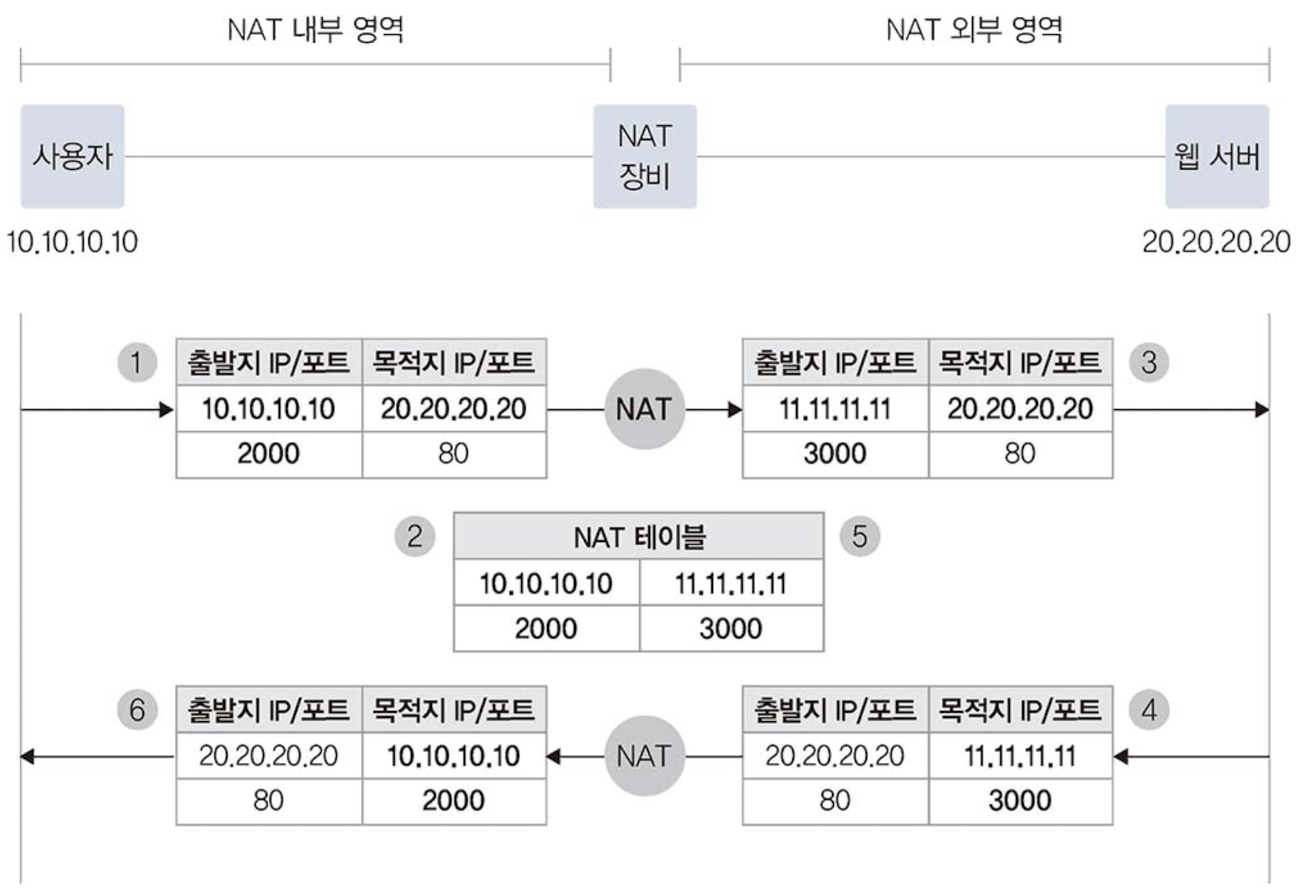 NAT 내부 영역
NAT 외부 영역
사용자
NAT
장비
웹 서버
10.10.10.10
20.20.20.20
1
출발지 IP/포트 목적지 IP/포트
10.10.10.10 20.20.20.20
2000 80
NAT
출발지 IP/포트 목적지 IP/포트
11.11.11.11 20.20.20.20
3000 80
3
2
NAT 테이블
10.10.10.10 11.11.11.11
2000 3000
5
6
출발지 IP/포트 목적지 IP/포트
20.20.20.20 10.10.10.10
80 2000
NAT
출발지 IP/포트 목적지 IP/포트
20.20.20.20 11.11.11.11
80 3000
4